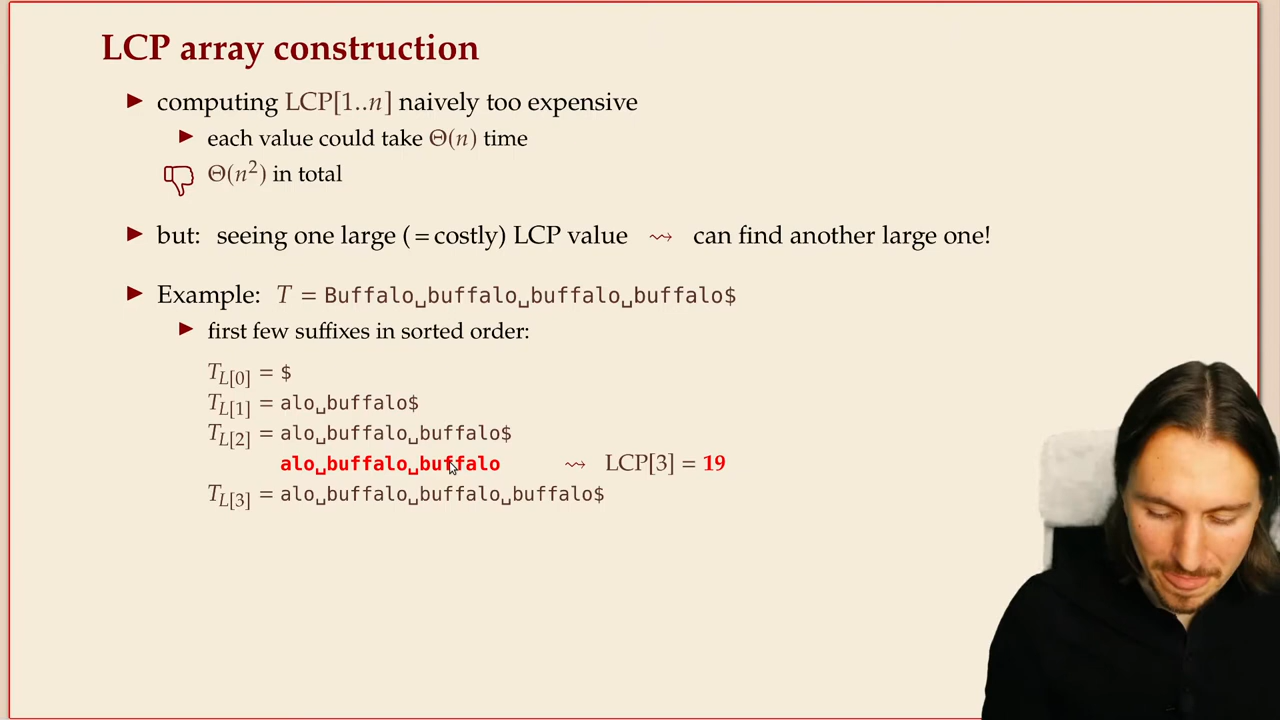 LCP array construction
▶ computing LCP[1..n] naively too expensive
▶ each value could take Θ(n) time
Θ(n²) in total
▶ but: seeing one large (=costly) LCP value ⇝ can find another large one!
▶ Example: T = Buffalo␣buffalo␣buffalo␣buffalo$
▶ first few suffixes in sorted order:
T_L[0] = $
T_L[1] = alo␣buffalo$
T_L[2] = alo␣buffalo␣buffalo$
alo␣buffalo␣buffalo ⇝ LCP[3] = 19
T_L[3] = alo␣buffalo␣buffalo␣buffalo$